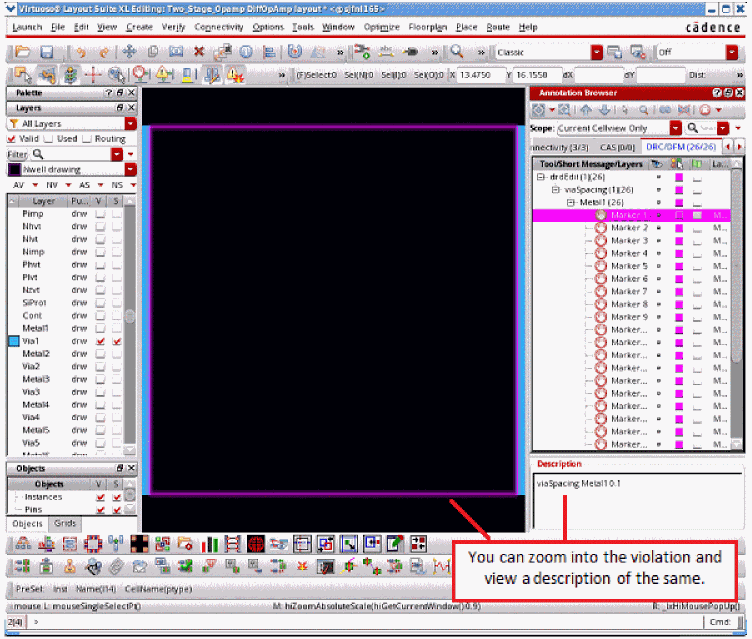 Virtuoso® Layout Suite XL Editing: Two_Stage_Opamp DiffOpAmp layout *
Launch File Edit View Create Verify Connectivity Options Tools Window Optimize Floorplan Place Route Help
cādence
Classic
Off
(F)Select:0 Sel(N):0 Sel(I):0 Sel(O):0 X 13.4750 Y 16.1550 dX dY Dist:
Palette
Layers
All Layers
Valid Used Routing
Filter
Nwell drawing
AV NV AS NS
Layer Pu... V S
Pimp drw
Nhvt drw
Nlvt drw
Nimp drw
Phvt drw
Plvt drw
Nzvt drw
SiProt drw
Cont drw
Metal1 drw
Via1 drw
Metal2 drw
Via2 drw
Metal3 drw
Via3 drw
Metal4 drw
Via4 drw
Metal5 drw
Via5 drw
Objects
Objects V S
Instances
Pins
Objects Grids
Annotation Browser
Scope: Current Cellview Only
nnectivity (3/3) CAS (0/0) DRC/DFM (26/26)
Tool/Short Message/Layers La...
drdEdit (1)(26)
viaSpacing (1)(26)
Metal1 (26)
Marker 1 M...
Marker 2 M...
Marker 3 M...
Marker 4 M...
Marker 5 M...
Marker 6 M...
Marker 7 M...
Marker 8 M...
Marker 9 M...
Marker... M...
Marker... M...
Marker... M...
Marker... M...
Marker... M...
Marker... M...
Marker... M...
Marker... M...
Marker... M...
Marker... M...
Description
viaSpacing Metal1 0.1
You can zoom into the violation and
view a description of the same.
PreSet: Inst Name(I14) CellName(ptype)
mouse L: mouseSingleSelectPt() M: hiZoomAbsoluteScale(hiGetCurrentWindow() 0.9) R: _lxHiMousePopUp()
2(4) > Cmd: